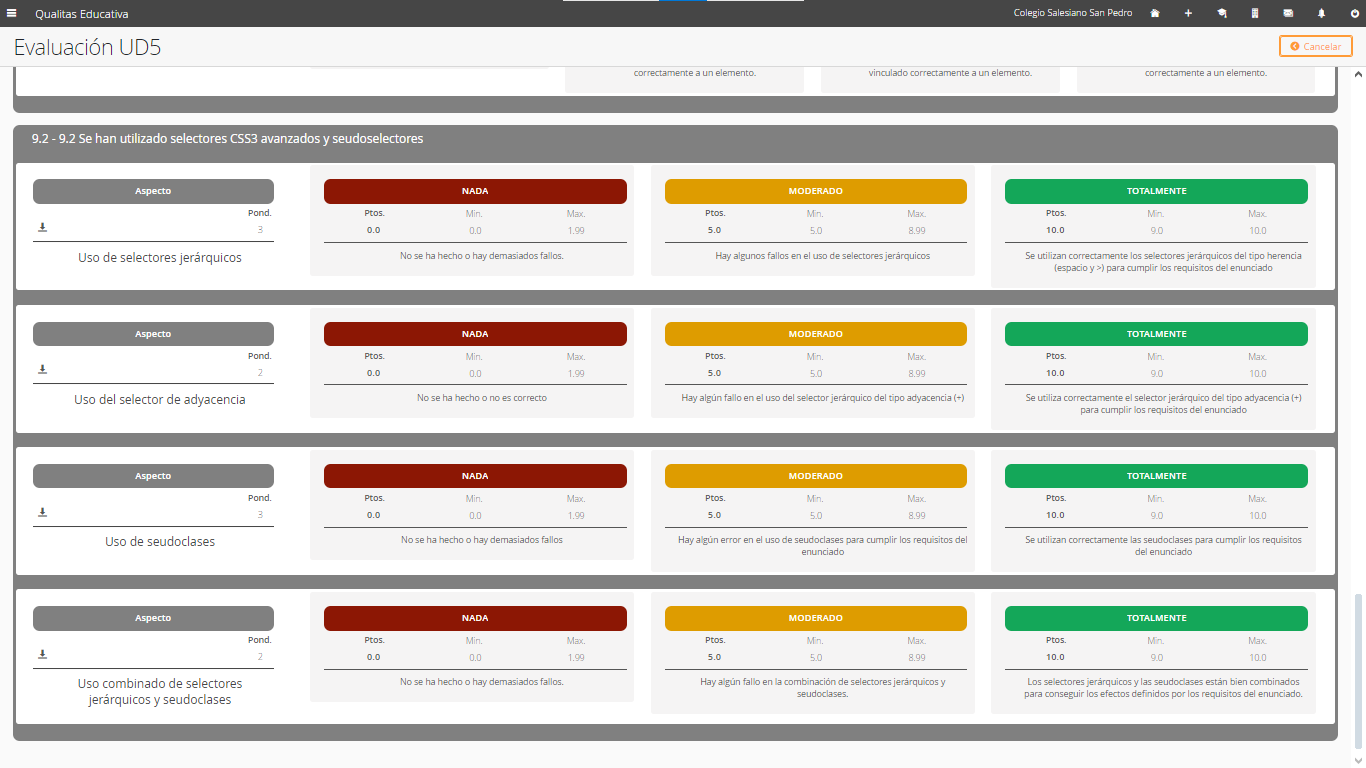 Qualitas Educativa
Colegio Salesiano San Pedro
Evaluación UD5
Cancelar
correctamente a un elemento.
vinculado correctamente a un elemento.
correctamente a un elemento.
9.2 - 9.2 Se han utilizado selectores CSS3 avanzados y seudoselectores
Aspecto
Pond.
3
Uso de selectores jerárquicos
NADA
Ptos. Min. Max.
0.0 0.0 1.99
No se ha hecho o hay demasiados fallos.
MODERADO
Ptos. Min. Max.
5.0 5.0 8.99
Hay algunos fallos en el uso de selectores jerárquicos
TOTALMENTE
Ptos. Min. Max.
10.0 9.0 10.0
Se utilizan correctamente los selectores jerárquicos del tipo herencia
(espacio y >) para cumplir los requisitos del enunciado
Aspecto
Pond.
2
Uso del selector de adyacencia
NADA
Ptos. Min. Max.
0.0 0.0 1.99
No se ha hecho o no es correcto
MODERADO
Ptos. Min. Max.
5.0 5.0 8.99
Hay algún fallo en el uso del selector jerárquico del tipo adyacencia (+)
TOTALMENTE
Ptos. Min. Max.
10.0 9.0 10.0
Se utiliza correctamente el selector jerárquico del tipo adyacencia (+)
para cumplir los requisitos del enunciado
Aspecto
Pond.
3
Uso de seudoclases
NADA
Ptos. Min. Max.
0.0 0.0 1.99
No se ha hecho o hay demasiados fallos
MODERADO
Ptos. Min. Max.
5.0 5.0 8.99
Hay algún error en el uso de seudoclases para cumplir los requisitos del
enunciado
TOTALMENTE
Ptos. Min. Max.
10.0 9.0 10.0
Se utilizan correctamente las seudoclases para cumplir los requisitos
del enunciado
Aspecto
Pond.
2
Uso combinado de selectores
jerárquicos y seudoclases
NADA
Ptos. Min. Max.
0.0 0.0 1.99
No se ha hecho o hay demasiados fallos.
MODERADO
Ptos. Min. Max.
5.0 5.0 8.99
Hay algún fallo en la combinación de selectores jerárquicos y
seudoclases.
TOTALMENTE
Ptos. Min. Max.
10.0 9.0 10.0
Los selectores jerárquicos y las seudoclases están bien combinados
para conseguir los efectos definidos por los requisitos del enunciado.